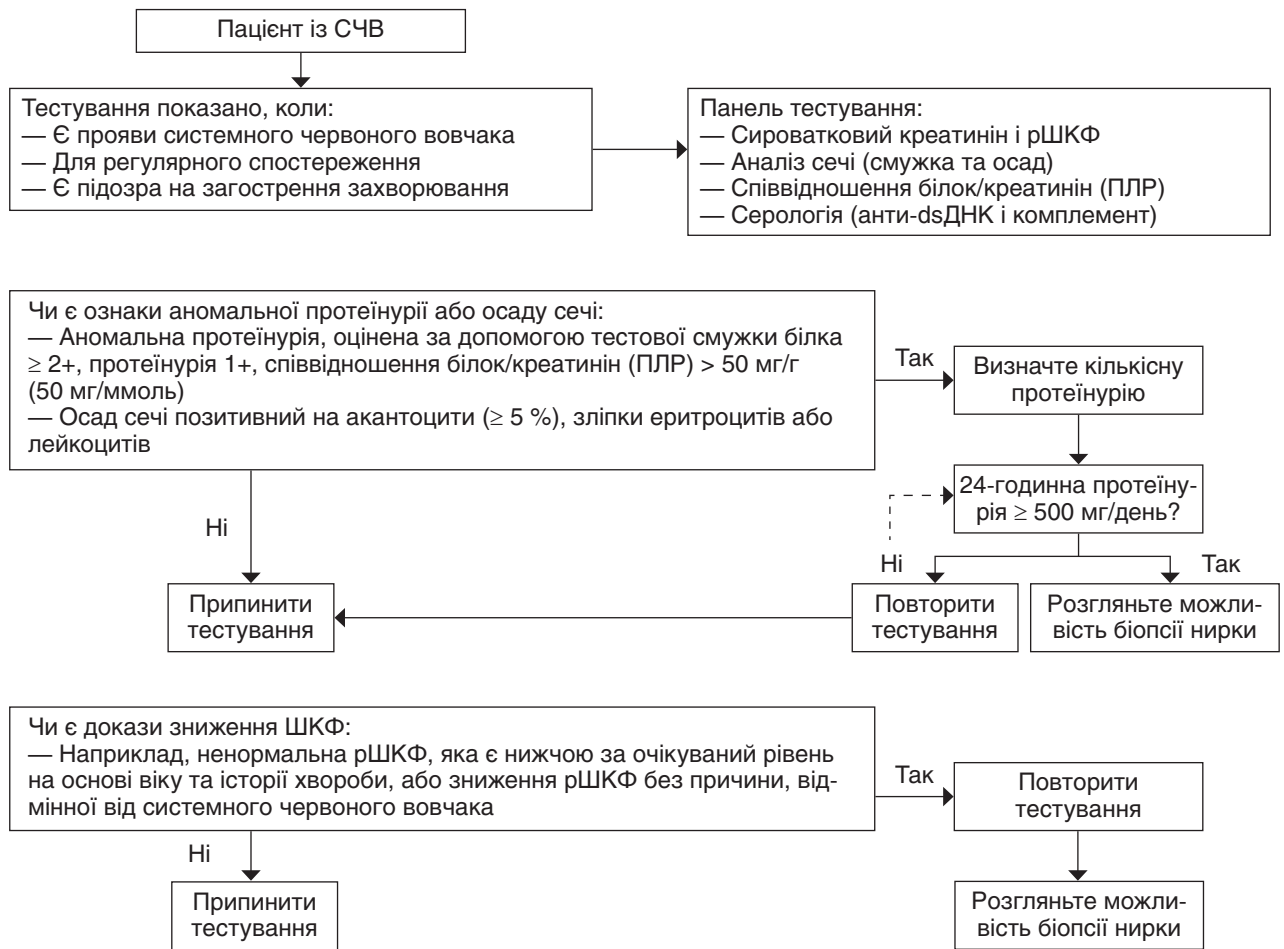 Пацієнт із СЧВ
Тестування показано, коли:
— Є прояви системного червоного вовчака
— Для регулярного спостереження
— Є підозра на загострення захворювання
Панель тестування:
— Сироватковий креатинін і рШКФ
— Аналіз сечі (смужка та осад)
— Співвідношення білок/креатинін (ПЛР)
— Серологія (анти-dsДНК і комплемент)
Чи є ознаки аномальної протеїнурії або осаду сечі:
— Аномальна протеїнурія, оцінена за допомогою тестової смужки білка
≥ 2+, протеїнурія 1+, співвідношення білок/креатинін (ПЛР) > 50 мг/г
(50 мг/ммоль)
— Осад сечі позитивний на акантоцити (≥ 5 %), зліпки еритроцитів або
лейкоцитів
Так
Визначте кількісну
протеїнурію
24-годинна протеїну-
рія ≥ 500 мг/день?
Ні
Ні
Так
Припинити
тестування
Повторити
тестування
Розгляньте можли-
вість біопсії нирки
Чи є докази зниження ШКФ:
— Наприклад, ненормальна рШКФ, яка є нижчою за очікуваний рівень
на основі віку та історії хвороби, або зниження рШКФ без причини, від-
мінної від системного червоного вовчака
Так
Повторити
тестування
Ні
Припинити
тестування
Розгляньте можли-
вість біопсії нирки